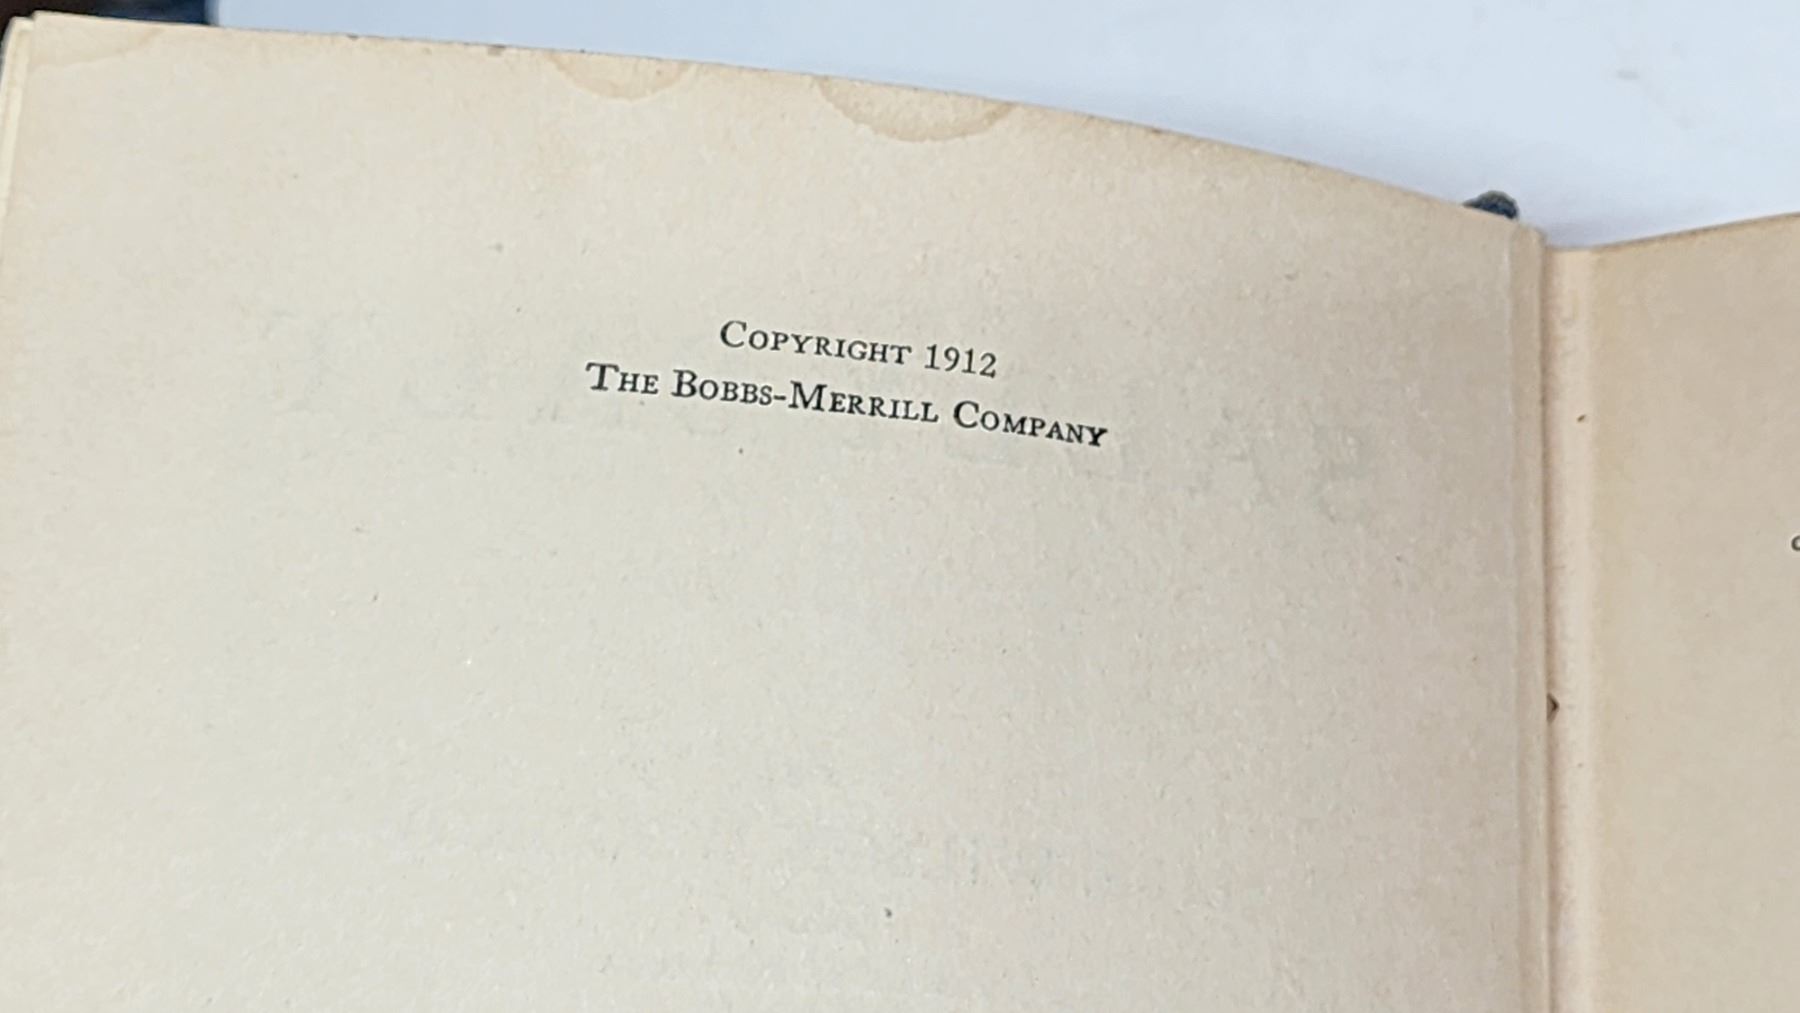 COPYRIGHT 1912
THE BOBBS-MERRILL COMPANY